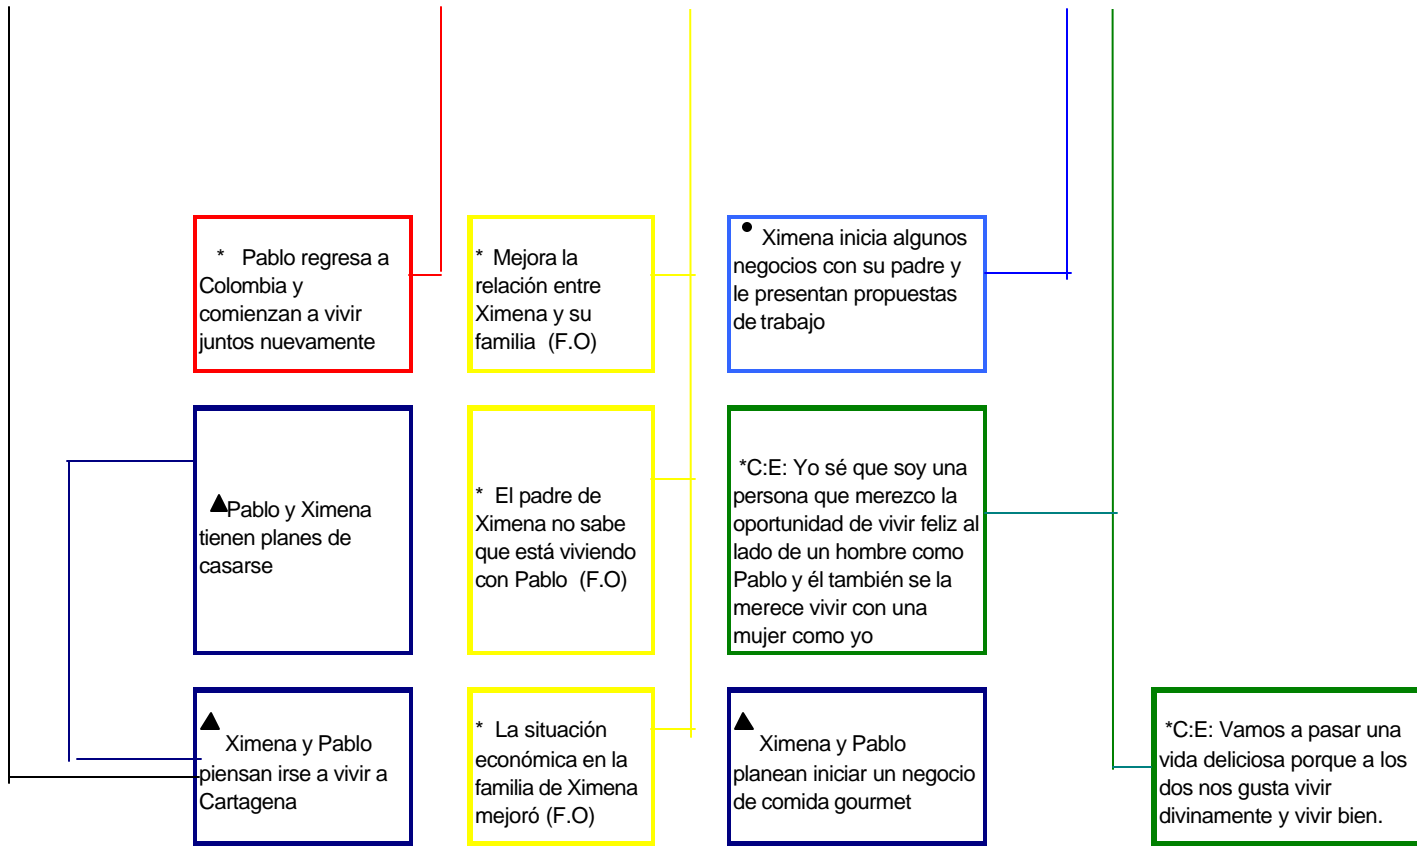 * Pablo regresa a
Colombia y
comienzan a vivir
juntos nuevamente
* Mejora la
relación entre
Ximena y su
familia (F.O)
• Ximena inicia algunos
negocios con su padre y
le presentan propuestas
de trabajo
▲Pablo y Ximena
tienen planes de
casarse
* El padre de
Ximena no sabe
que está viviendo
con Pablo (F.O)
*C:E: Yo sé que soy una
persona que merezco la
oportunidad de vivir feliz al
lado de un hombre como
Pablo y él también se la
merece vivir con una
mujer como yo
▲
Ximena y Pablo
piensan irse a vivir a
Cartagena
* La situación
económica en la
familia de Ximena
mejoró (F.O)
▲
Ximena y Pablo
planean iniciar un negocio
de comida gourmet
*C:E: Vamos a pasar una
vida deliciosa porque a los
dos nos gusta vivir
divinamente y vivir bien.